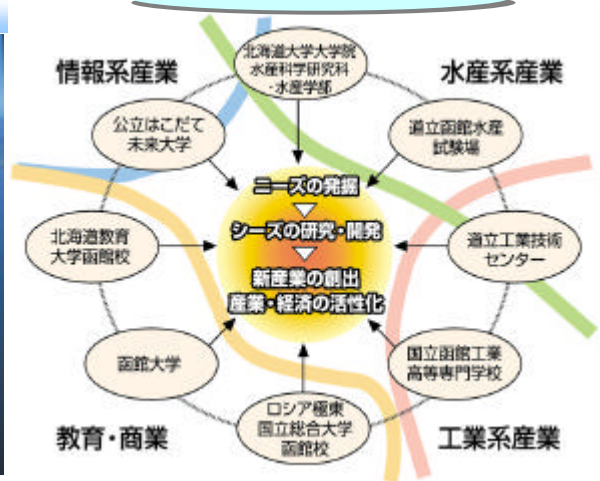 北海道大学大学院
水産科学研究科
・水産学部
情報系産業
水産系産業
公立はこだて
未来大学
道立函館水産
試験場
ニーズの発掘
シーズの研究・開発
新産業の創出
産業・経済の活性化
北海道教育
大学函館校
道立工業技術
センター
函館大学
国立函館工業
高等専門学校
ロシア極東
国立総合大学
函館校
教育・商業
工業系産業